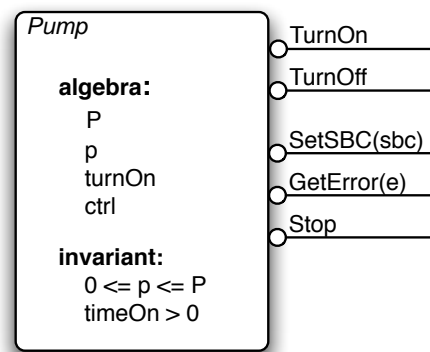 Pump
algebra:
P
p
turnOn
ctrl
invariant:
0 <= p <= P
timeOn > 0
TurnOn
TurnOff
SetSBC(sbc)
GetError(e)
Stop